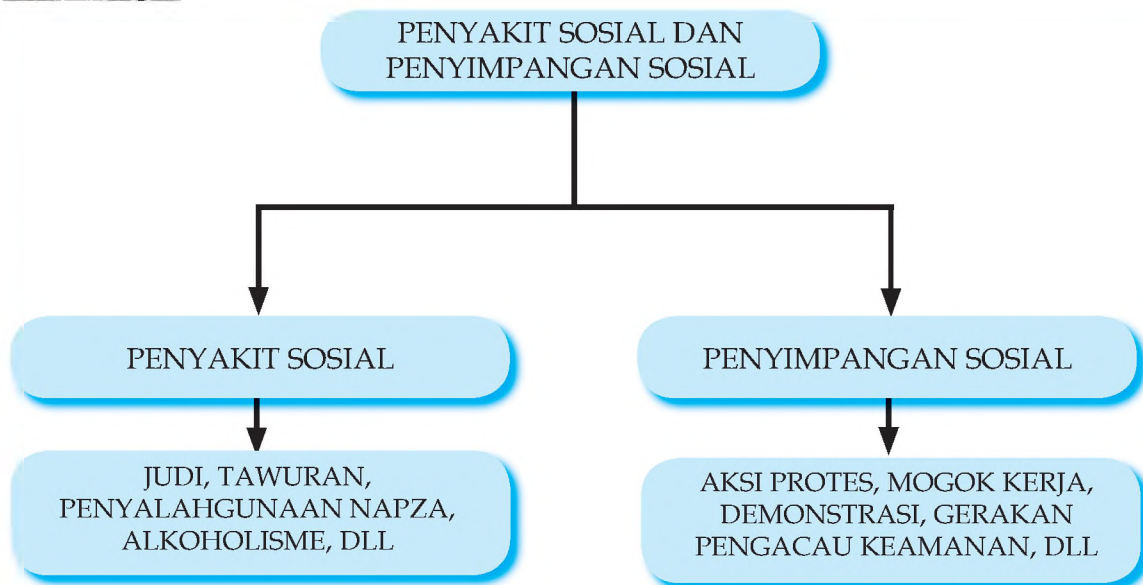 PENYAKIT SOSIAL DAN
PENYIMPANGAN SOSIAL
PENYAKIT SOSIAL
PENYIMPANGAN SOSIAL
JUDI, TAWURAN,
PENYALAHGUNAAN NAPZA,
ALKOHOLISME, DLL
AKSI PROTES, MOGOK KERJA,
DEMONSTRASI, GERAKAN
PENGACAU KEAMANAN, DLL